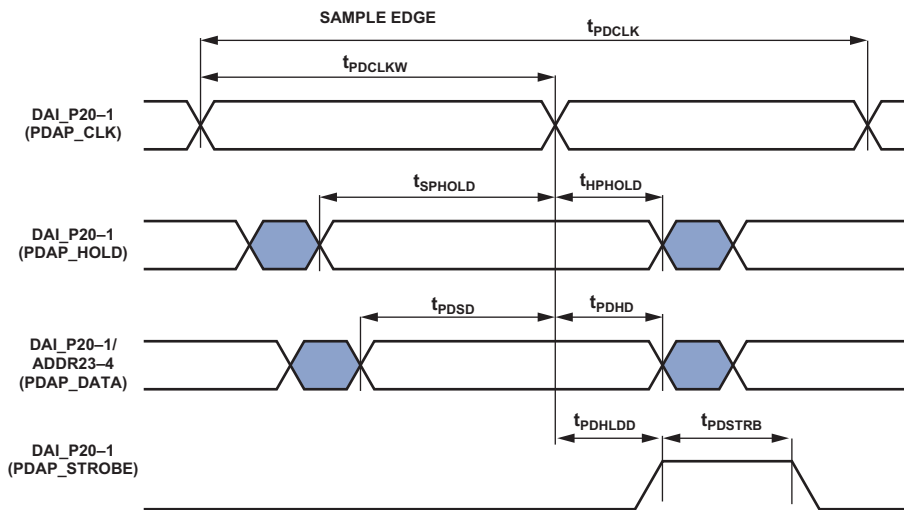 SAMPLE EDGE
tPDCLK
tPDCLKW
DAI_P20–1
(PDAP_CLK)
tSPHOLD
tHPHOLD
DAI_P20–1
(PDAP_HOLD)
tPDSD
tPDHD
DAI_P20–1/
ADDR23–4
(PDAP_DATA)
tPDHLDD
tPDSTRB
DAI_P20–1
(PDAP_STROBE)